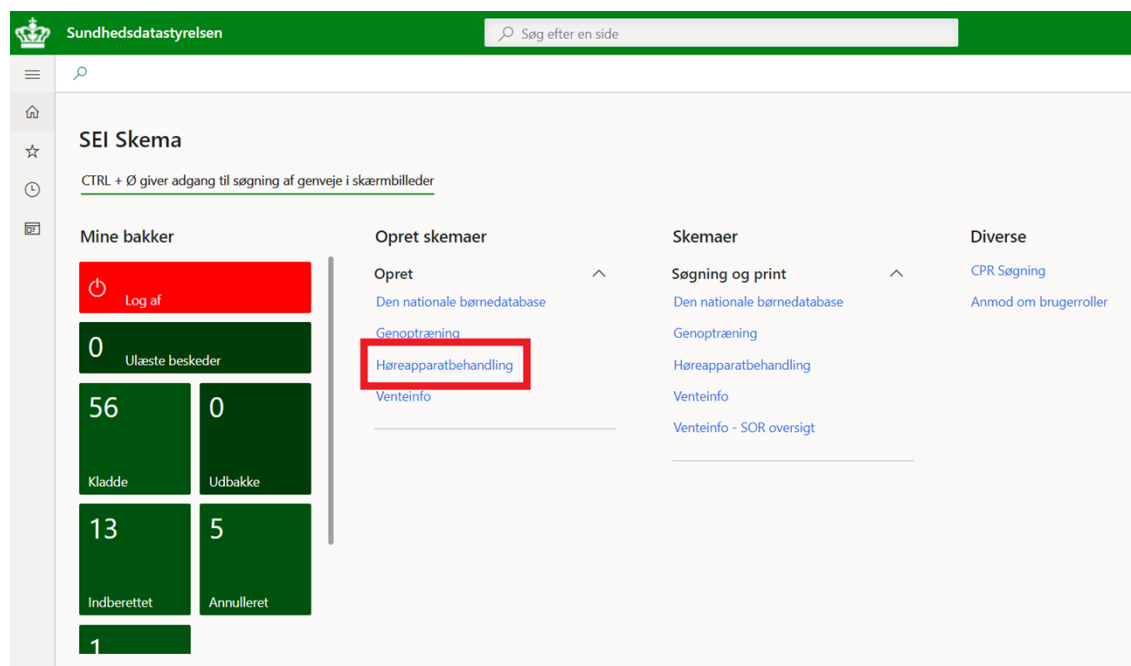 Sundhedsdatastyrelsen
Søg efter en side
SEI Skema
CTRL + Ø giver adgang til søgning af genveje i skærmbilleder
Mine bakker
Log af
0
Ulæste beskeder
56
Kladde
0
Udbakke
13
Indberettet
5
Annulleret
1
Opret skemaer
Opret
Den nationale børnedatabase
Genoptræning
Høreapparatbehandling
Venteinfo
Skemaer
Søgning og print
Den nationale børnedatabase
Genoptræning
Høreapparatbehandling
Venteinfo
Venteinfo - SOR oversigt
Diverse
CPR Søgning
Anmod om brugerroller